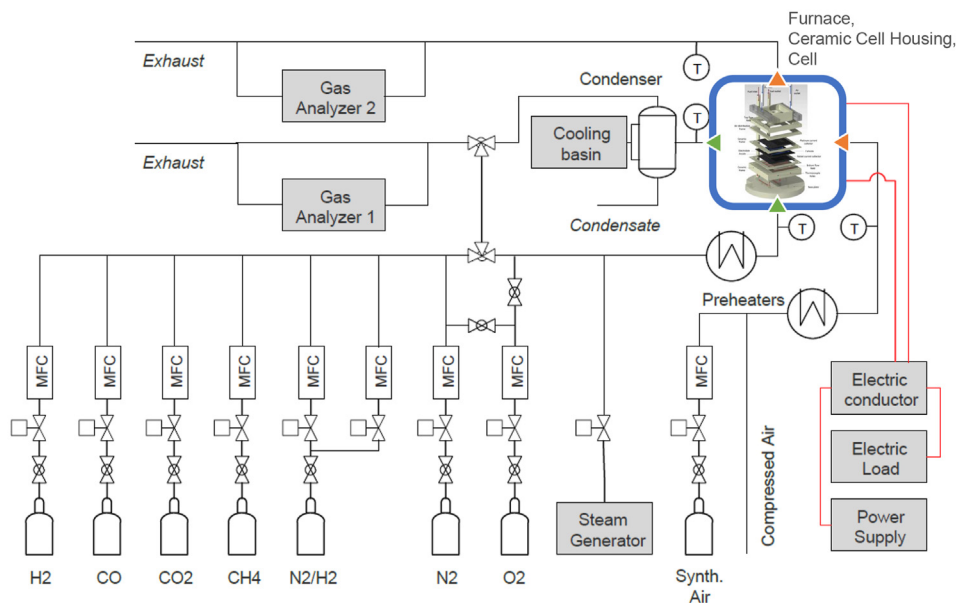 Furnace,
Ceramic Cell Housing,
Cell
Exhaust
Gas
Analyzer 2
T
Condenser
T
Cooling
basin
Exhaust
Gas
Analyzer 1
Condensate
T
T
Preheaters
MFC
MFC
MFC
MFC
MFC
MFC
MFC
MFC
MFC
Electric
conductor
Electric
Load
Power
Supply
Compressed Air
Steam
Generator
H2
CO
CO2
CH4
N2/H2
N2
O2
Synth.
Air